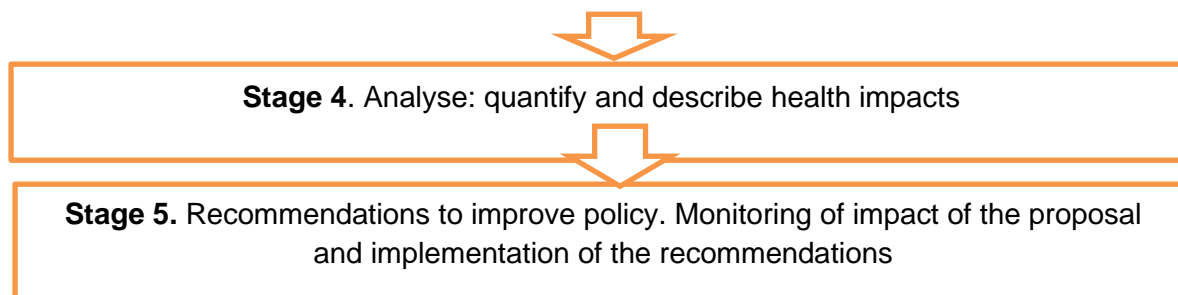 Stage 4. Analyse: quantify and describe health impacts
Stage 5. Recommendations to improve policy. Monitoring of impact of the proposal
and implementation of the recommendations